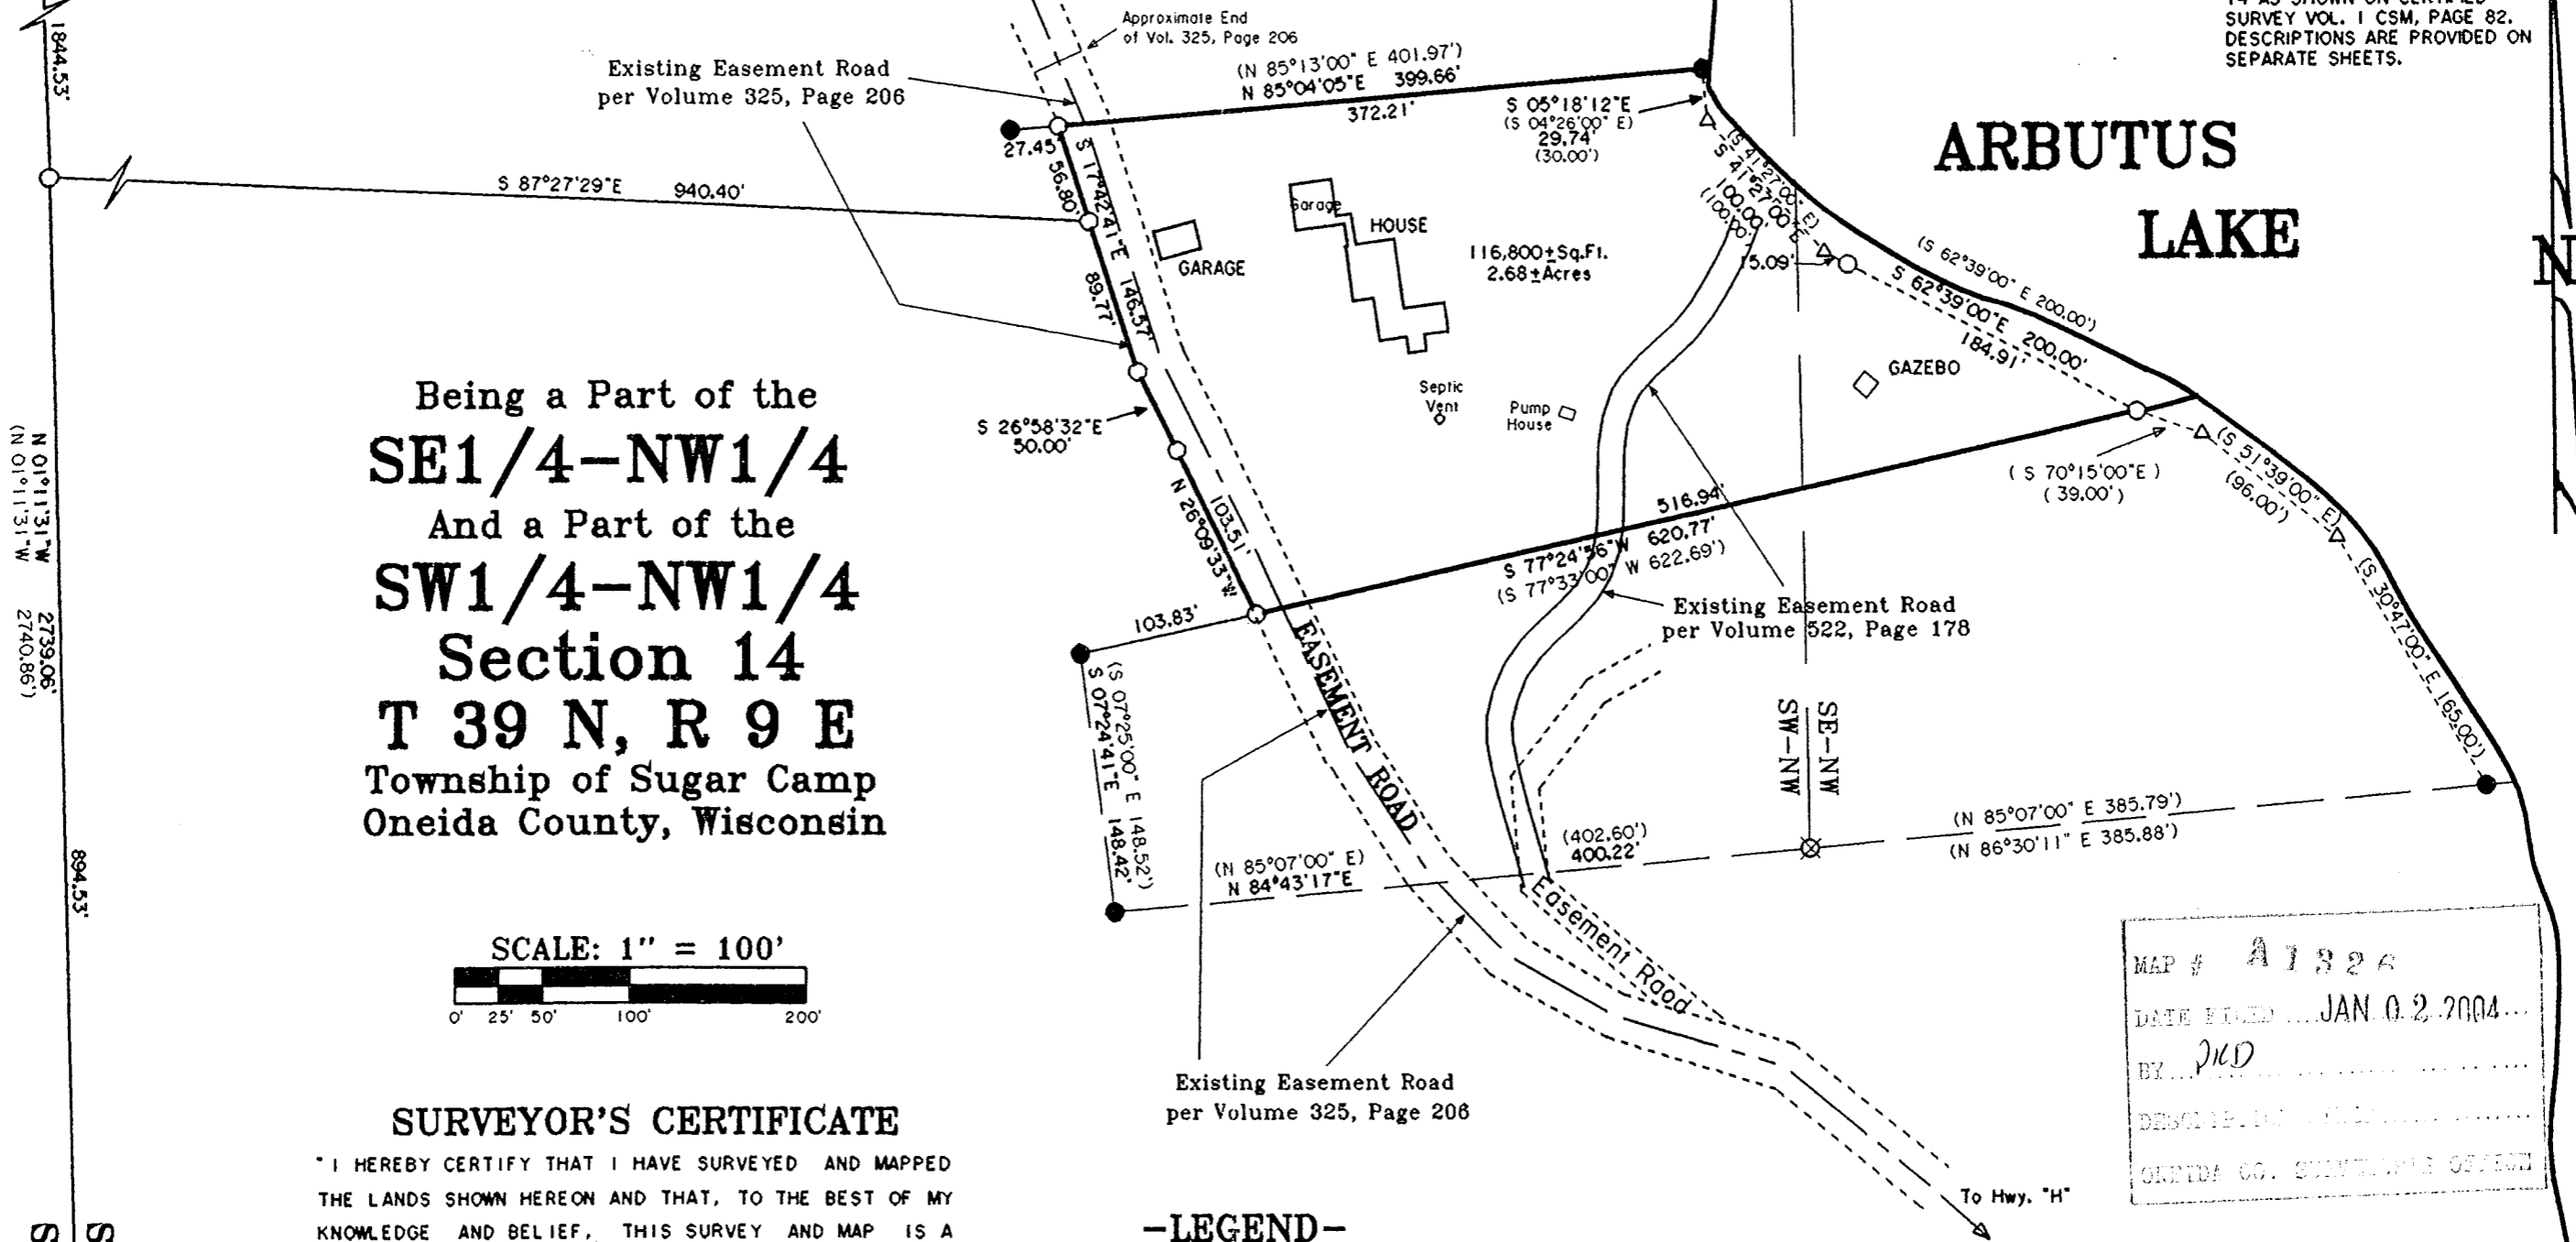 14 AS SHOWN ON CERTIFIED
SURVEY VOL. 1 CSM, PAGE 82.
DESCRIPTIONS ARE PROVIDED ON
SEPARATE SHEETS.
Approximate End
of Vol. 325, Page 206
Existing Easement Road
per Volume 325, Page 206
(N 85°13'00" E 401.97')
N 85°04'05"E 399.66'
372.21'
S 05°18'12"E
(S 04°26'00" E)
29.74'
(30.00')
ARBUTUS
LAKE
N
1844.53'
27.45'
56.80'
S 17°42'41"E 146.57'
89.77'
S 87°27'29"E 940.40'
(S 41°27'00" E)
S 41°27'00"E
100.00'
(100.00')
15.09'
Garage
HOUSE
GARAGE
116,800±Sq.Ft.
2.68±Acres
(S 62°39'00" E 200.00')
S 62°39'00"E 200.00'
184.91'
GAZEBO
Septic
Vent
Pump
House
S 26°58'32"E
50.00'
N 26°09'33"W
103.51'
(S 70°15'00"E)
(39.00')
(S 51°39'00" E)
(96.00')
516.94'
S 77°24'56"W 620.77'
(S 77°33'00" W 622.69')
(S 30°47'00" E 165.00')
Being a Part of the
SE1/4-NW1/4
And a Part of the
SW1/4-NW1/4
Section 14
T 39 N, R 9 E
Township of Sugar Camp
Oneida County, Wisconsin
N 01°11'31"W 2739.06'
(N 01°11'31"W 2740.86')
894.53'
103.83'
(S 07°25'00" E 148.52')
S 07°24'41"E 148.42'
EASEMENT ROAD
Existing Easement Road
per Volume 522, Page 178
SW-NW
SE-NW
(N 85°07'00" E)
N 84°43'17"E
(402.60')
400.22'
(N 85°07'00" E 385.79')
(N 86°30'11" E 385.88')
Easement Raod
SCALE: 1" = 100'
0' 25' 50' 100' 200'
Existing Easement Road
per Volume 325, Page 206
To Hwy. "H"
MAP #
DATE FILED JAN 02 2004
BY
ONEIDA CO.
SURVEYOR'S CERTIFICATE
"I HEREBY CERTIFY THAT I HAVE SURVEYED AND MAPPED
THE LANDS SHOWN HEREON AND THAT, TO THE BEST OF MY
KNOWLEDGE AND BELIEF, THIS SURVEY AND MAP IS A
-LEGEND-